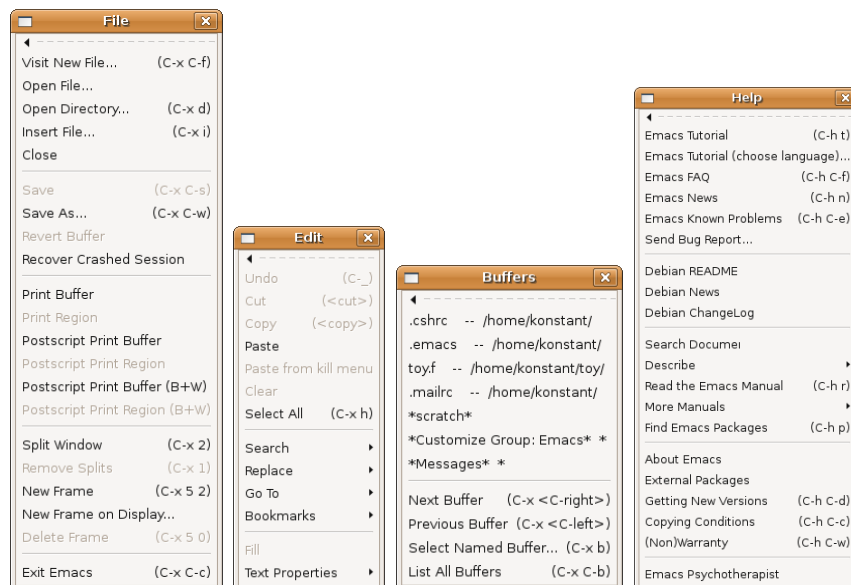 File
Visit New File... (C-x C-f)
Open File...
Open Directory... (C-x d)
Insert File... (C-x i)
Close
Save (C-x C-s)
Save As... (C-x C-w)
Revert Buffer
Recover Crashed Session
Print Buffer
Print Region
Postscript Print Buffer
Postscript Print Region
Postscript Print Buffer (B+W)
Postscript Print Region (B+W)
Split Window (C-x 2)
Remove Splits (C-x 1)
New Frame (C-x 5 2)
New Frame on Display...
Delete Frame (C-x 5 0)
Exit Emacs (C-x C-c)
Edit
Undo (C-_)
Cut (<cut>)
Copy (<copy>)
Paste
Paste from kill menu
Clear
Select All (C-x h)
Search
Replace
Go To
Bookmarks
Fill
Text Properties
Buffers
.cshrc -- /home/konstant/
.emacs -- /home/konstant/
toy.f -- /home/konstant/toy/
.mailrc -- /home/konstant/
*scratch*
*Customize Group: Emacs* *
*Messages* *
Next Buffer (C-x <C-right>)
Previous Buffer (C-x <C-left>)
Select Named Buffer... (C-x b)
List All Buffers (C-x C-b)
Help
Emacs Tutorial (C-h t)
Emacs Tutorial (choose language)...
Emacs FAQ (C-h C-f)
Emacs News (C-h n)
Emacs Known Problems (C-h C-e)
Send Bug Report...
Debian README
Debian News
Debian ChangeLog
Search Documei
Describe
Read the Emacs Manual (C-h r)
More Manuals
Find Emacs Packages (C-h p)
About Emacs
External Packages
Getting New Versions (C-h C-d)
Copying Conditions (C-h C-c)
(Non)Warranty (C-h C-w)
Emacs Psychotherapist